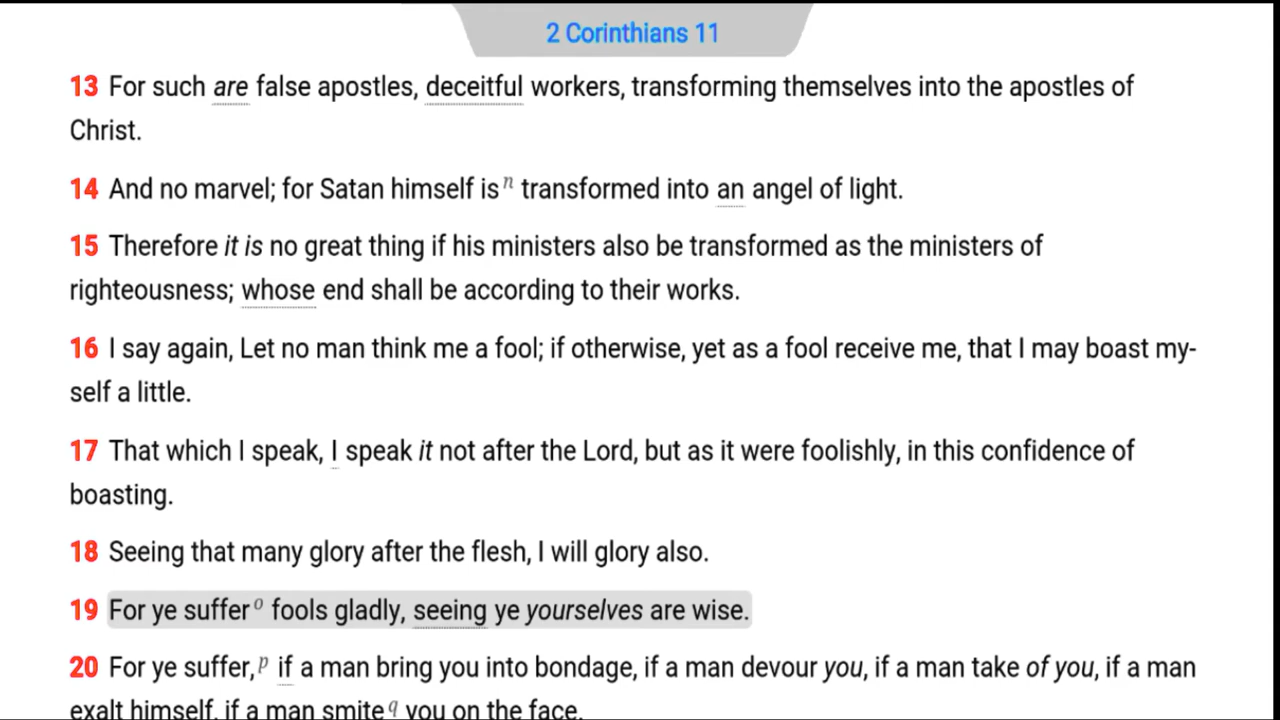 2 Corinthians 11
13 For such are false apostles, deceitful workers, transforming themselves into the apostles of
Christ.
14 And no marvel; for Satan himself is n transformed into an angel of light.
15 Therefore it is no great thing if his ministers also be transformed as the ministers of
righteousness; whose end shall be according to their works.
16 I say again, Let no man think me a fool; if otherwise, yet as a fool receive me, that I may boast my-
self a little.
17 That which I speak, I speak it not after the Lord, but as it were foolishly, in this confidence of
boasting.
18 Seeing that many glory after the flesh, I will glory also.
19 For ye suffer o fools gladly, seeing ye yourselves are wise.
20 For ye suffer, p if a man bring you into bondage, if a man devour you, if a man take of you, if a man
exalt himself, if a man smite q you on the face.